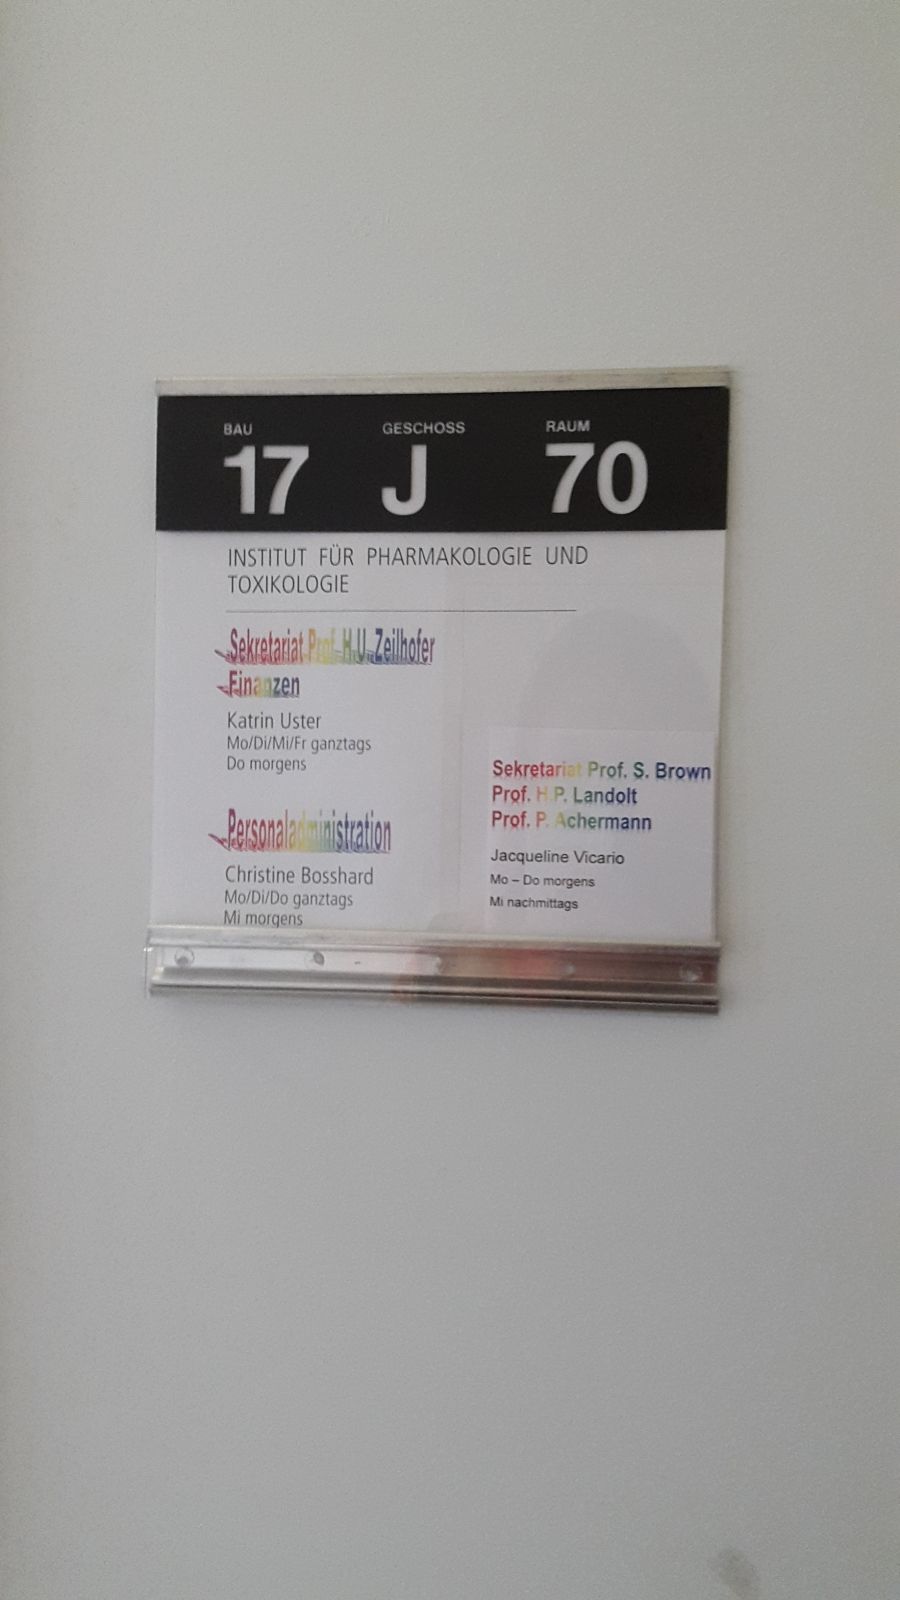 BAU GESCHOSS RAUM
17 J 70
INSTITUT FÜR PHARMAKOLOGIE UND
TOXIKOLOGIE
Sekretariat Prof. H.U. Zeilhofer
Finanzen
Katrin Uster
Mo/Di/Mi/Fr ganztags
Do morgens
Personaladministration
Christine Bosshard
Mo/Di/Do ganztags
Mi morgens
Sekretariat Prof. S. Brown
Prof. H.P. Landolt
Prof. P. Achermann
Jacqueline Vicario
Mo – Do morgens
Mi nachmittags